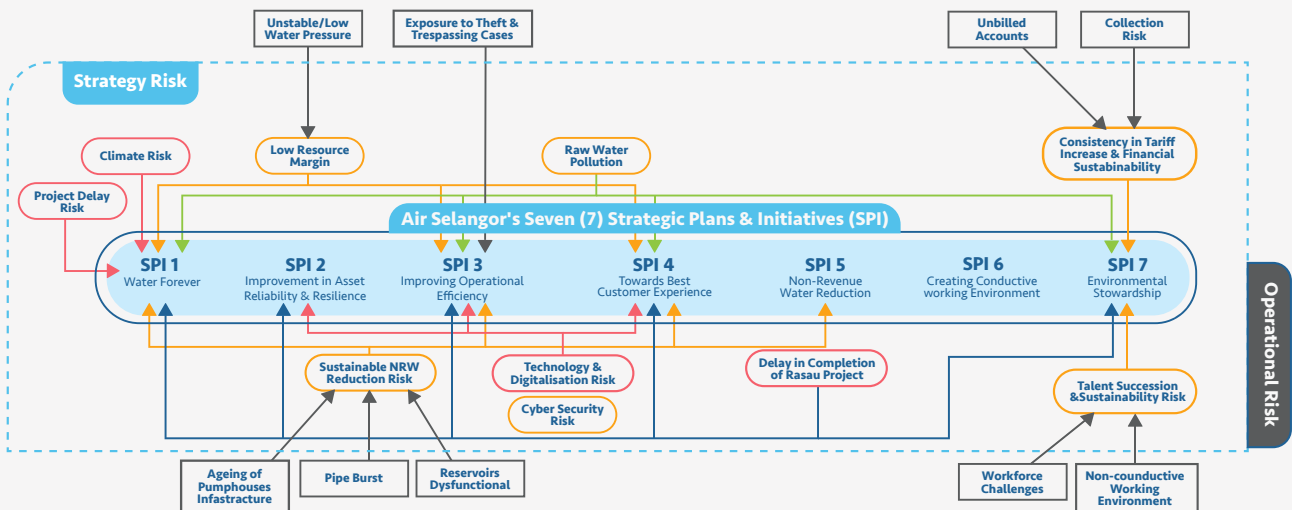 Unstable/Low
Water Pressure
Exposure to Theft &
Trespassing Cases
Unbilled
Accounts
Collection
Risk
Strategy Risk
Climate Risk
Low Resource
Margin
Raw Water
Pollution
Consistency in Tariff
Increase & Financial
Sustabinability
Project Delay
Risk
Air Selangor's Seven (7) Strategic Plans & Initiatives (SPI)
SPI 1
Water Forever
SPI 2
Improvement in Asset
Reliability & Resilience
SPI 3
Improving Operational
Efficiency
SPI 4
Towards Best
Customer Experience
SPI 5
Non-Revenue
Water Reduction
SPI 6
Creating Conductive
working Environment
SPI 7
Environmental
Stowardship
Operational Risk
Sustainable NRW
Reduction Risk
Technology &
Digitalisation Risk
Delay in Completion
of Rasau Project
Cyber Security
Risk
Talent Succession
&Sustainability Risk
Ageing of
Pumphouses
Infastracture
Pipe Burst
Reservoirs
Dysfunctional
Workforce
Challenges
Non-counductive
Working
Environment